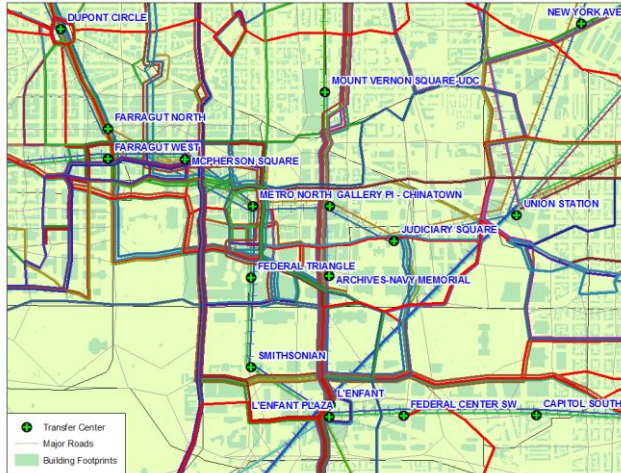 DUPONT CIRCLE
NEW YORK AVE
MOUNT VERNON SQUARE-UDC
FARRAGUT NORTH
FARRAGUT WEST
MCPHERSON SQUARE
METRO NORTH GALLERY Pl - CHINATOWN
UNION STATION
JUDICIARY SQUARE
FEDERAL TRIANGLE
ARCHIVES-NAVY MEMORIAL
SMITHSONIAN
L'ENFANT
L'ENFANT PLAZA
FEDERAL CENTER SW
CAPITOL SOUTH
Transfer Center
Major Roads
Building Footprints